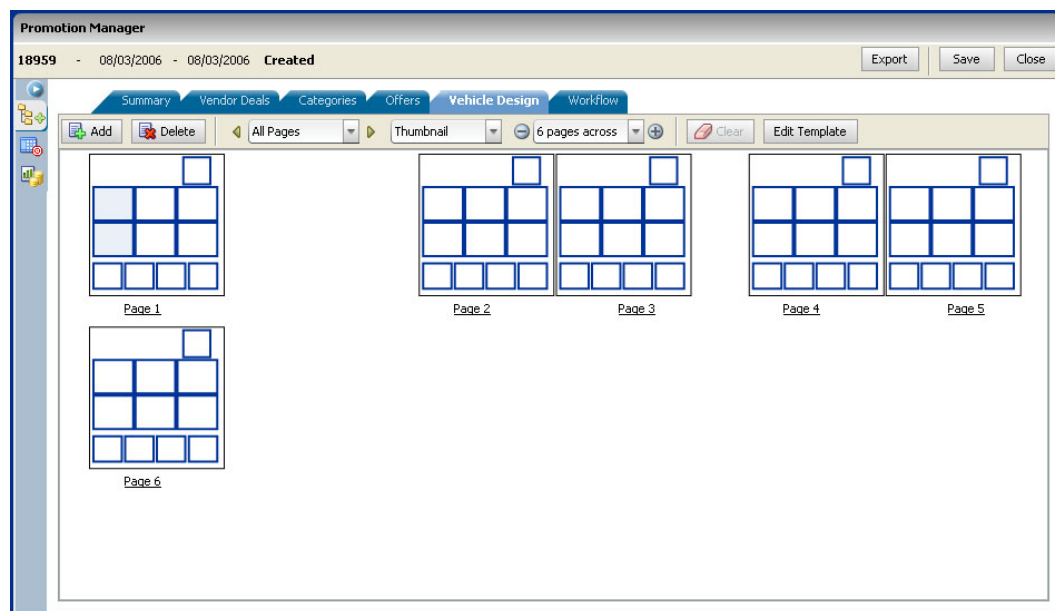 Promotion Manager
18959 - 08/03/2006 - 08/03/2006 Created Export Save Close
Summary Vendor Deals Categories Offers Vehicle Design Workflow
Add Delete All Pages Thumbnail 6 pages across Clear Edit Template
Page 1 Page 2 Page 3 Page 4 Page 5
Page 6